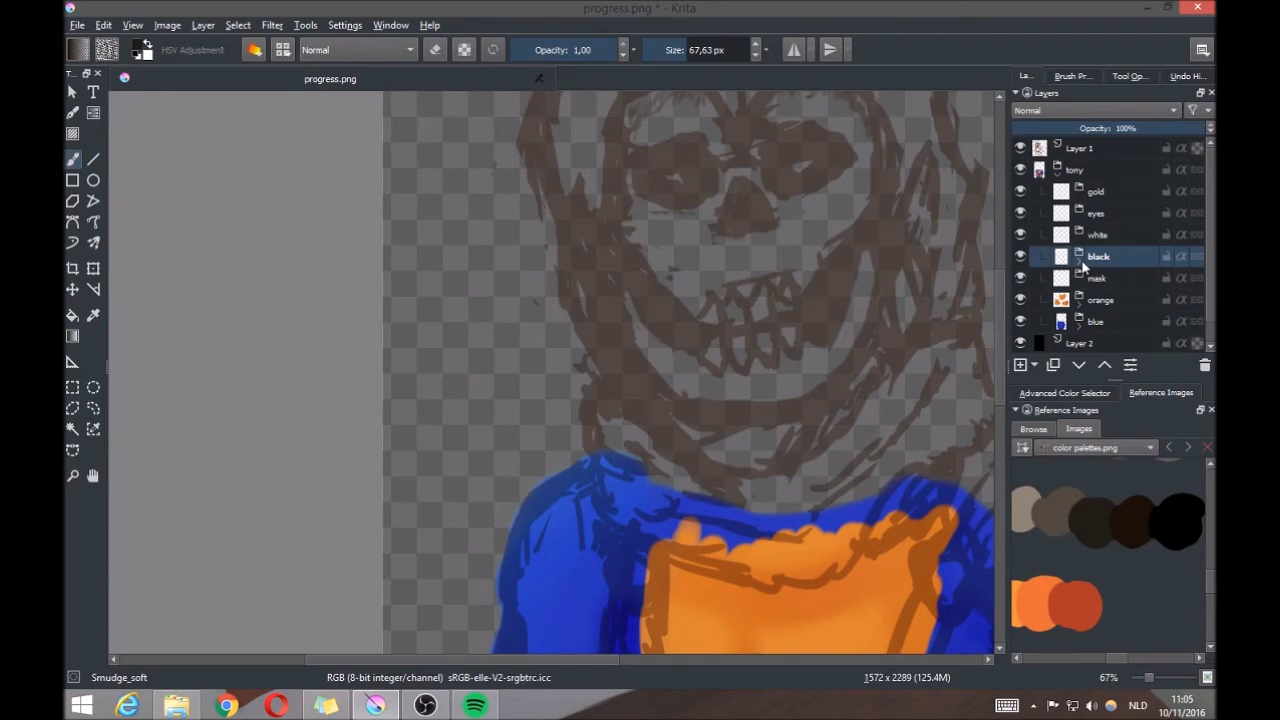 progress.png * - Krita
File Edit View Image Layer Select Filter Tools Settings Window Help
HSV Adjustment Normal Opacity: 1,00 Size: 67,63 px
T... progress.png La... Brush Pr... Tool Op... Undo Hi...
Layers
Normal
Opacity: 100%
Layer 1
tony
gold
eyes
white
black
mask
orange
blue
Layer 2
Advanced Color Selector Reference Images
Reference Images
Browse Images
color palettes.png
Smudge_soft RGB (8-bit integer/channel) sRGB-elle-V2-srgbtrc.icc 1572 x 2289 (125.4M) 67%
NLD
11:05
10/11/2016